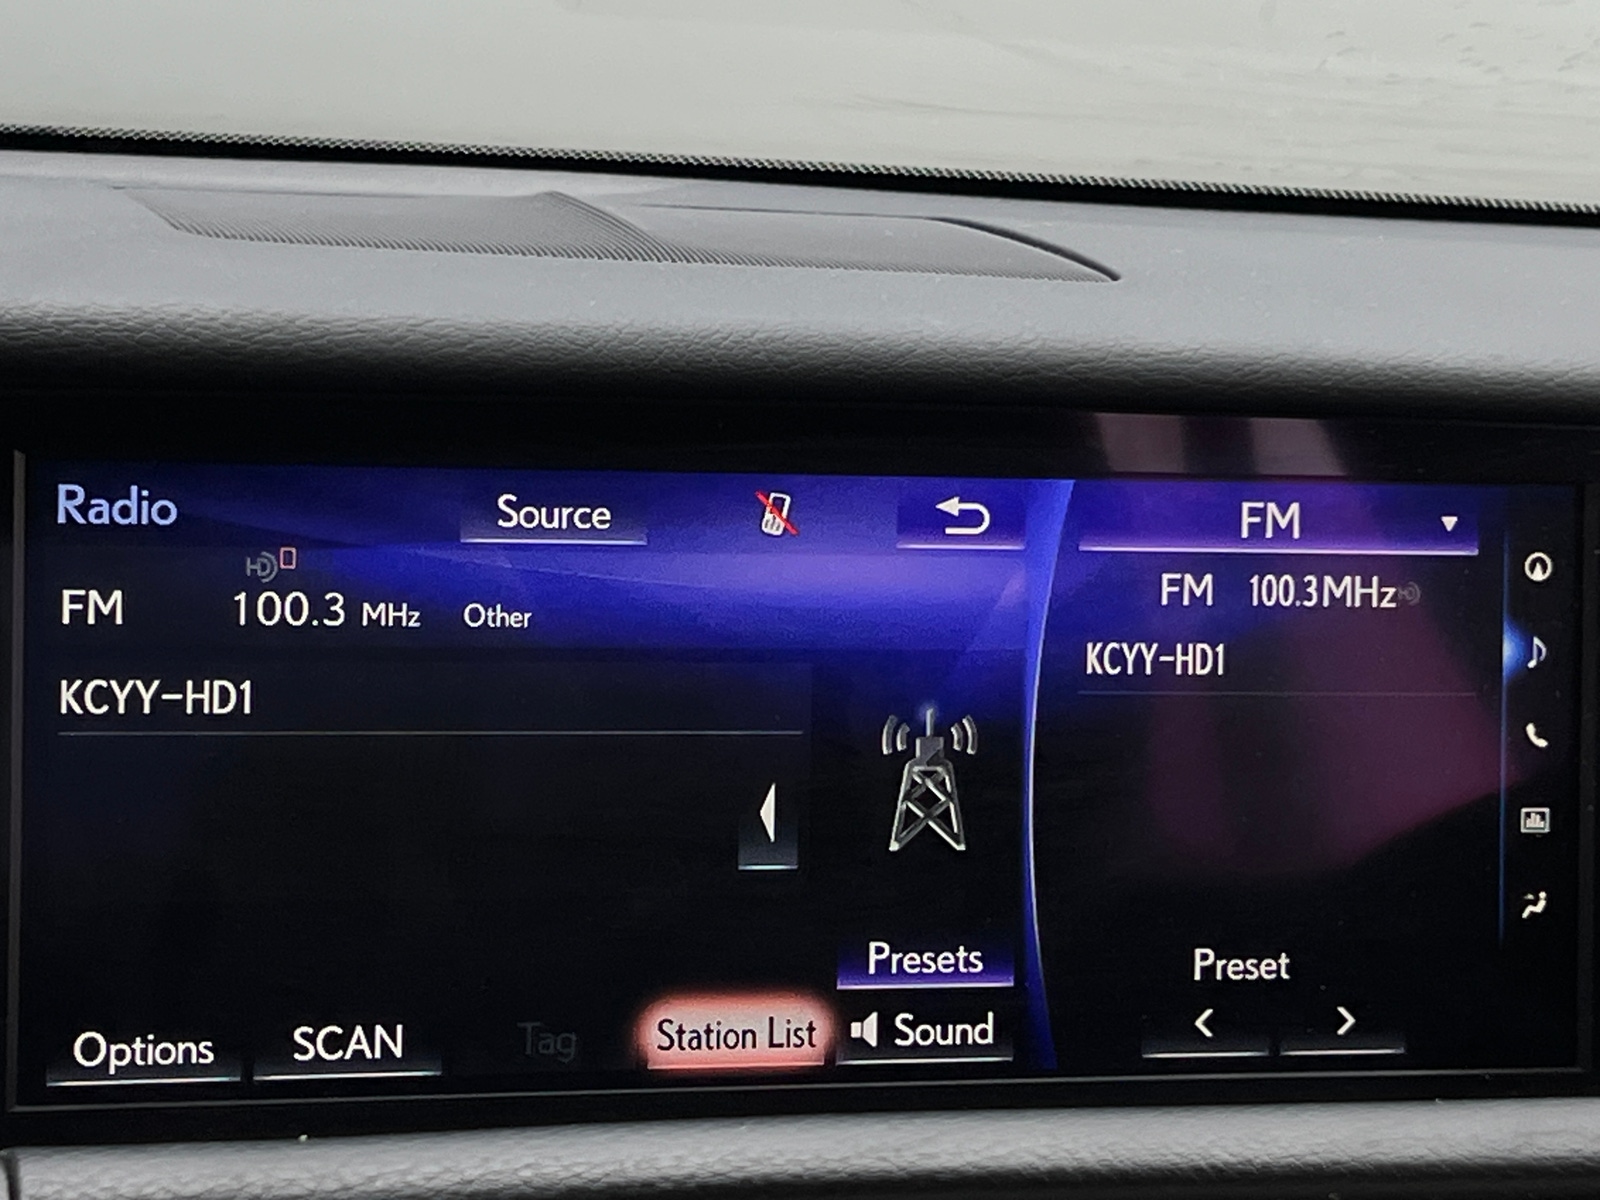 Radio
Source
FM
HD
FM 100.3 MHz Other
FM 100.3MHz HD
KCYY-HD1
KCYY-HD1
Presets
Preset
Options
SCAN
Tag
Station List
Sound
< >